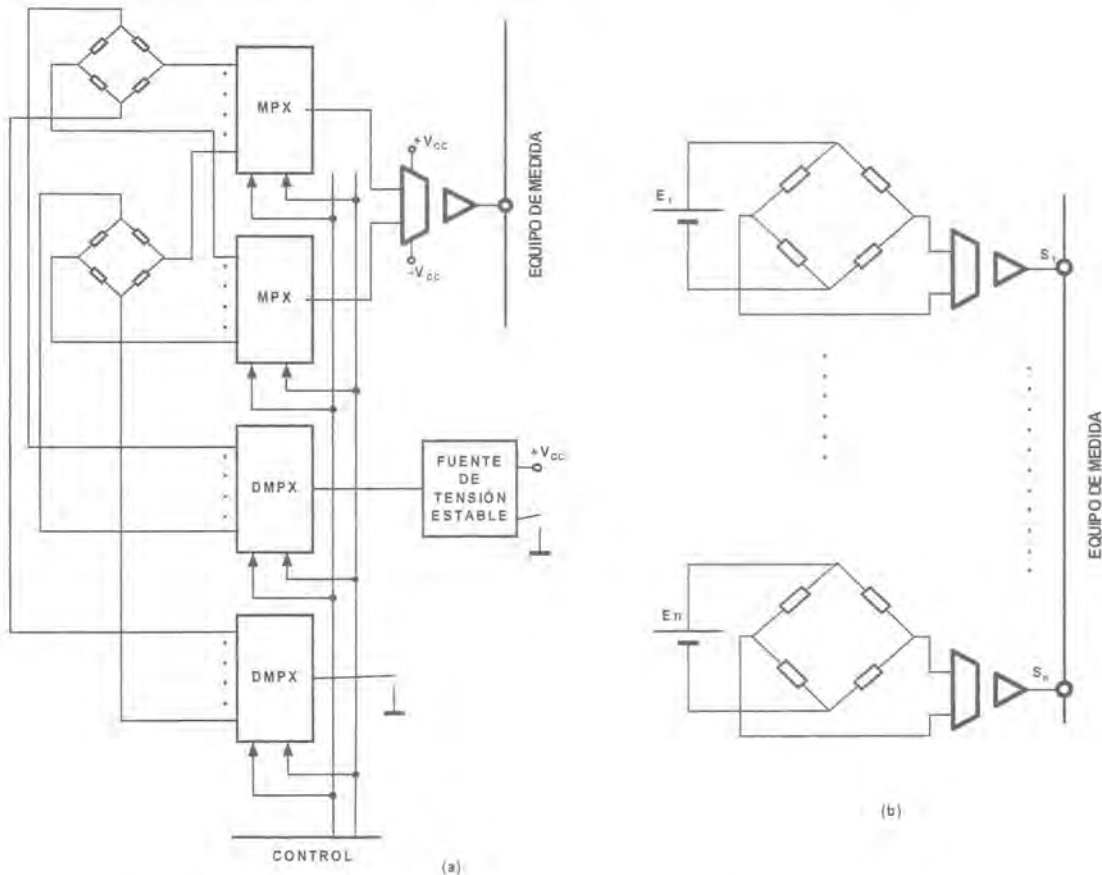 MPX
+VCC
-VCC
EQUIPO DE MEDIDA
MPX
DMPX
FUENTE
DE
TENSIÓN
ESTABLE
+VCC
DMPX
CONTROL
(a)
E1
S1
En
Sn
EQUIPO DE MEDIDA
(b)